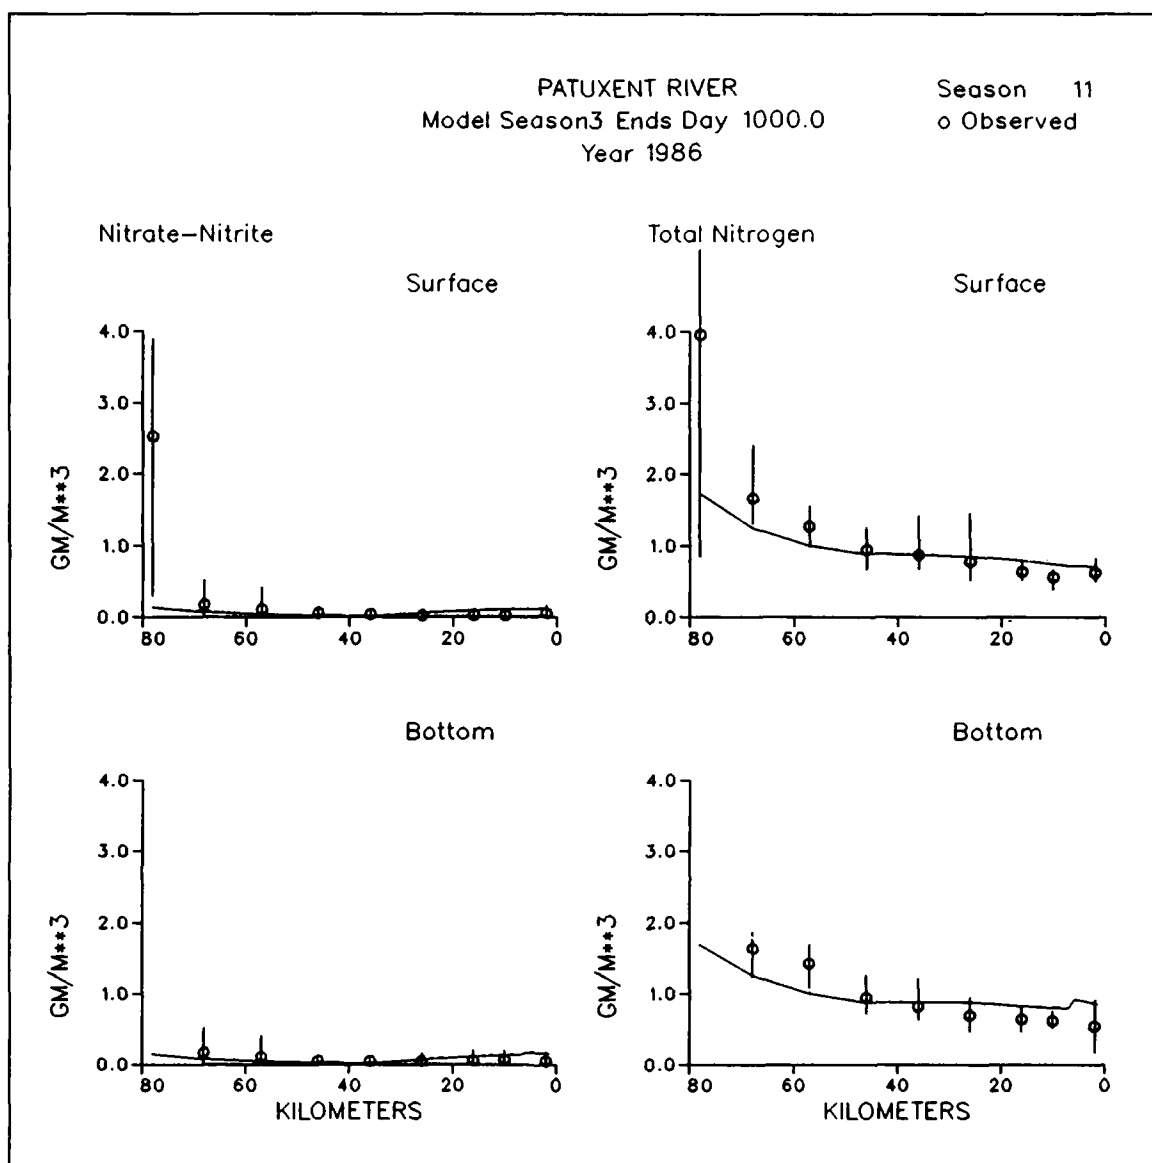 PATUXENT RIVER
Season 11
Model Season3 Ends Day 1000.0
o Observed
Year 1986
Nitrate-Nitrite
Surface
4.0
3.0
2.0
1.0
0.0
GM/M**3
80 60 40 20 0
Total Nitrogen
Surface
4.0
3.0
2.0
1.0
0.0
GM/M**3
80 60 40 20 0
Bottom
4.0
3.0
2.0
1.0
0.0
GM/M**3
80 60 40 20 0
KILOMETERS
Bottom
4.0
3.0
2.0
1.0
0.0
GM/M**3
80 60 40 20 0
KILOMETERS